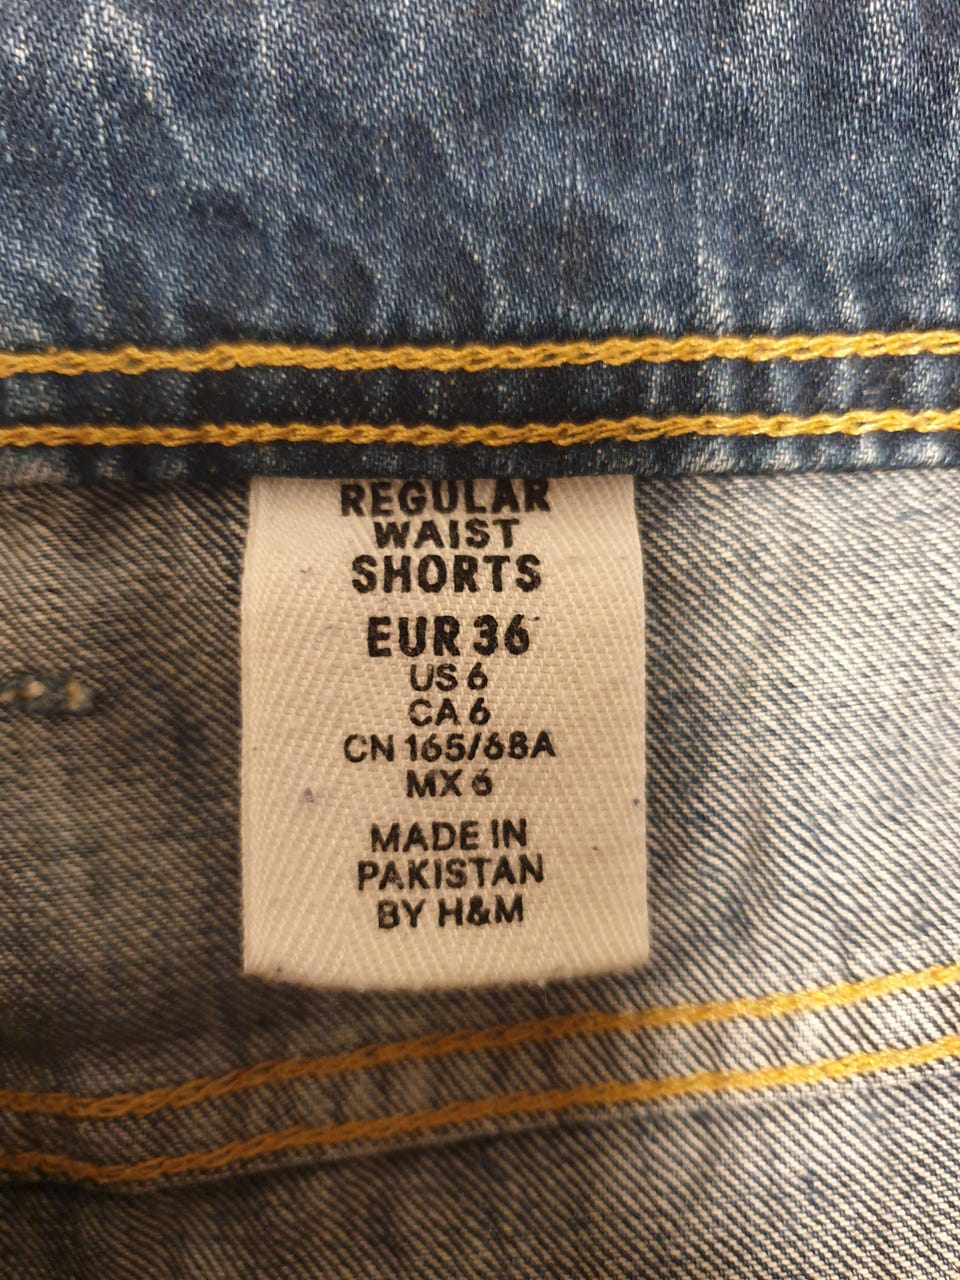 REGULAR
WAIST
SHORTS
EUR 36
US 6
CA 6
CN 165/68A
MX 6
MADE IN
PAKISTAN
BY H&M